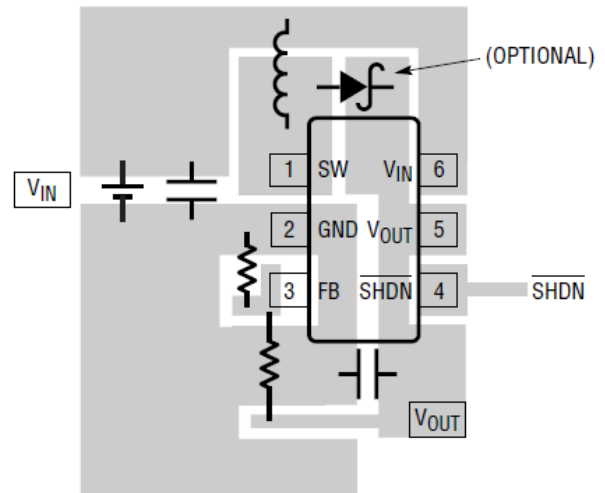 (OPTIONAL)
1 SW VIN 6
VIN
2 GND VOUT 5
3 FB SHDN 4 SHDN
VOUT